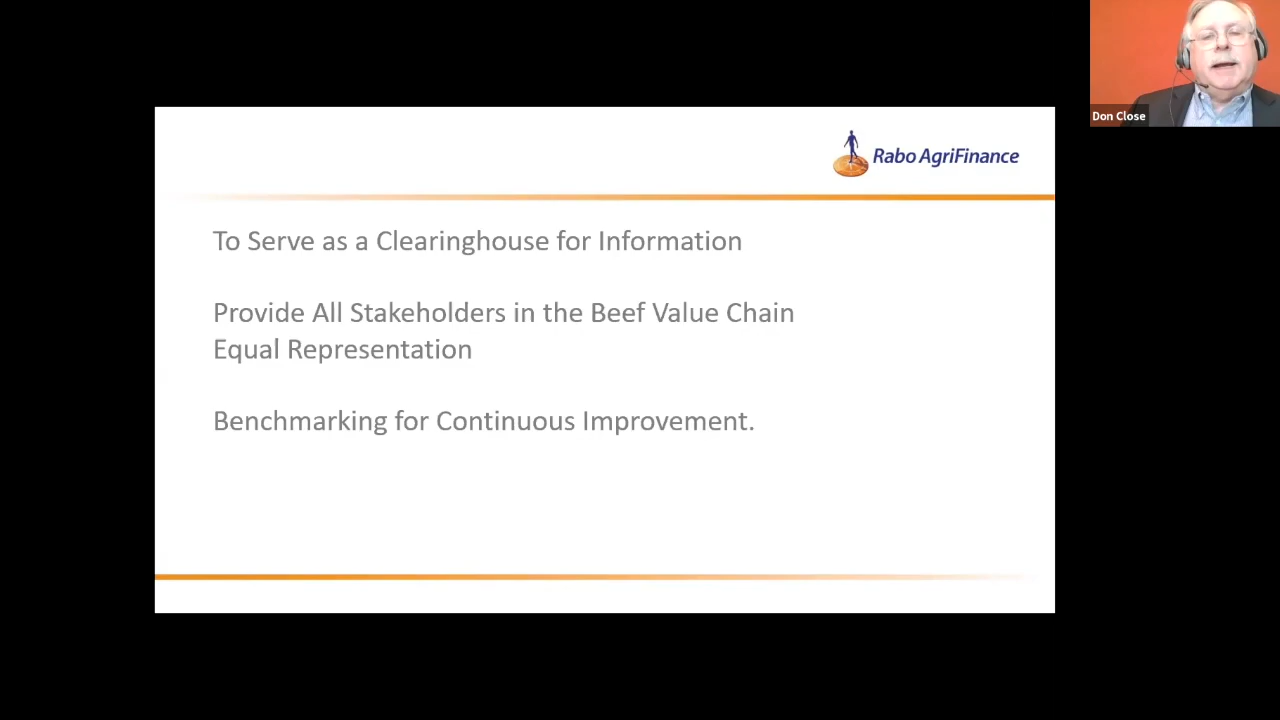 Don Close
Rabo AgriFinance
To Serve as a Clearinghouse for Information
Provide All Stakeholders in the Beef Value Chain
Equal Representation
Benchmarking for Continuous Improvement.